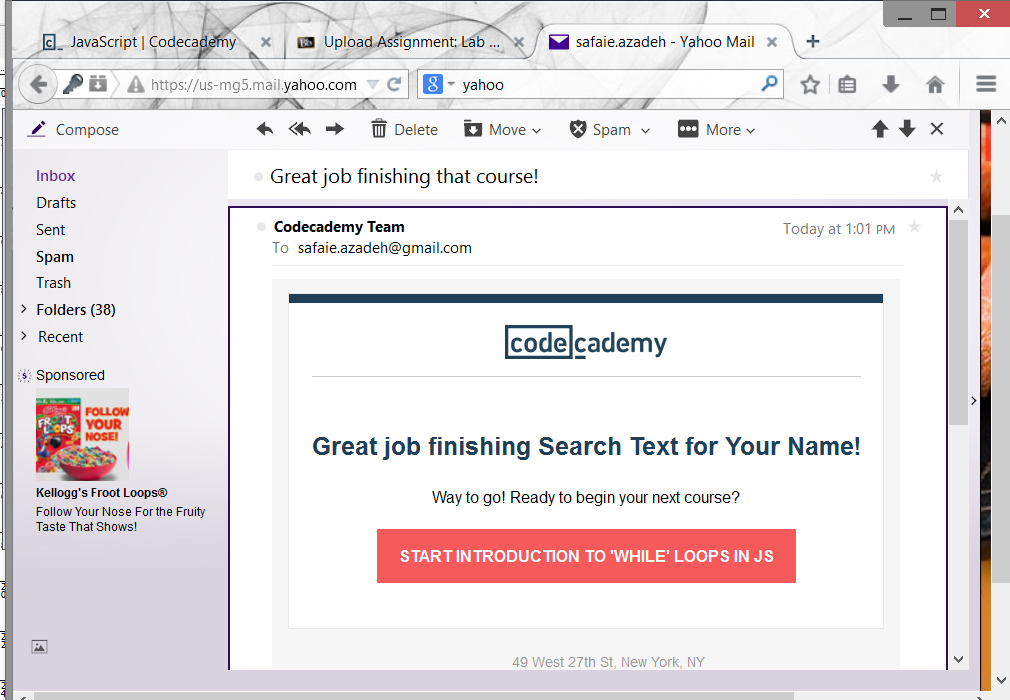 JavaScript | Codecademy
Upload Assignment: Lab ...
safaie.azadeh - Yahoo Mail
https://us-mg5.mail.yahoo.com
8
yahoo
Compose
Delete
Move
Spam
More
Inbox
Drafts
Sent
Spam
Trash
Folders (38)
Recent
Sponsored
FROOT LOOPS
FOLLOW
YOUR
NOSE!
Kellogg's Froot Loops®
Follow Your Nose For the Fruity
Taste That Shows!
Great job finishing that course!
Codecademy Team
Today at 1:01 PM
To safaie.azadeh@gmail.com
codecademy
Great job finishing Search Text for Your Name!
Way to go! Ready to begin your next course?
START INTRODUCTION TO 'WHILE' LOOPS IN JS
49 West 27th St, New York, NY